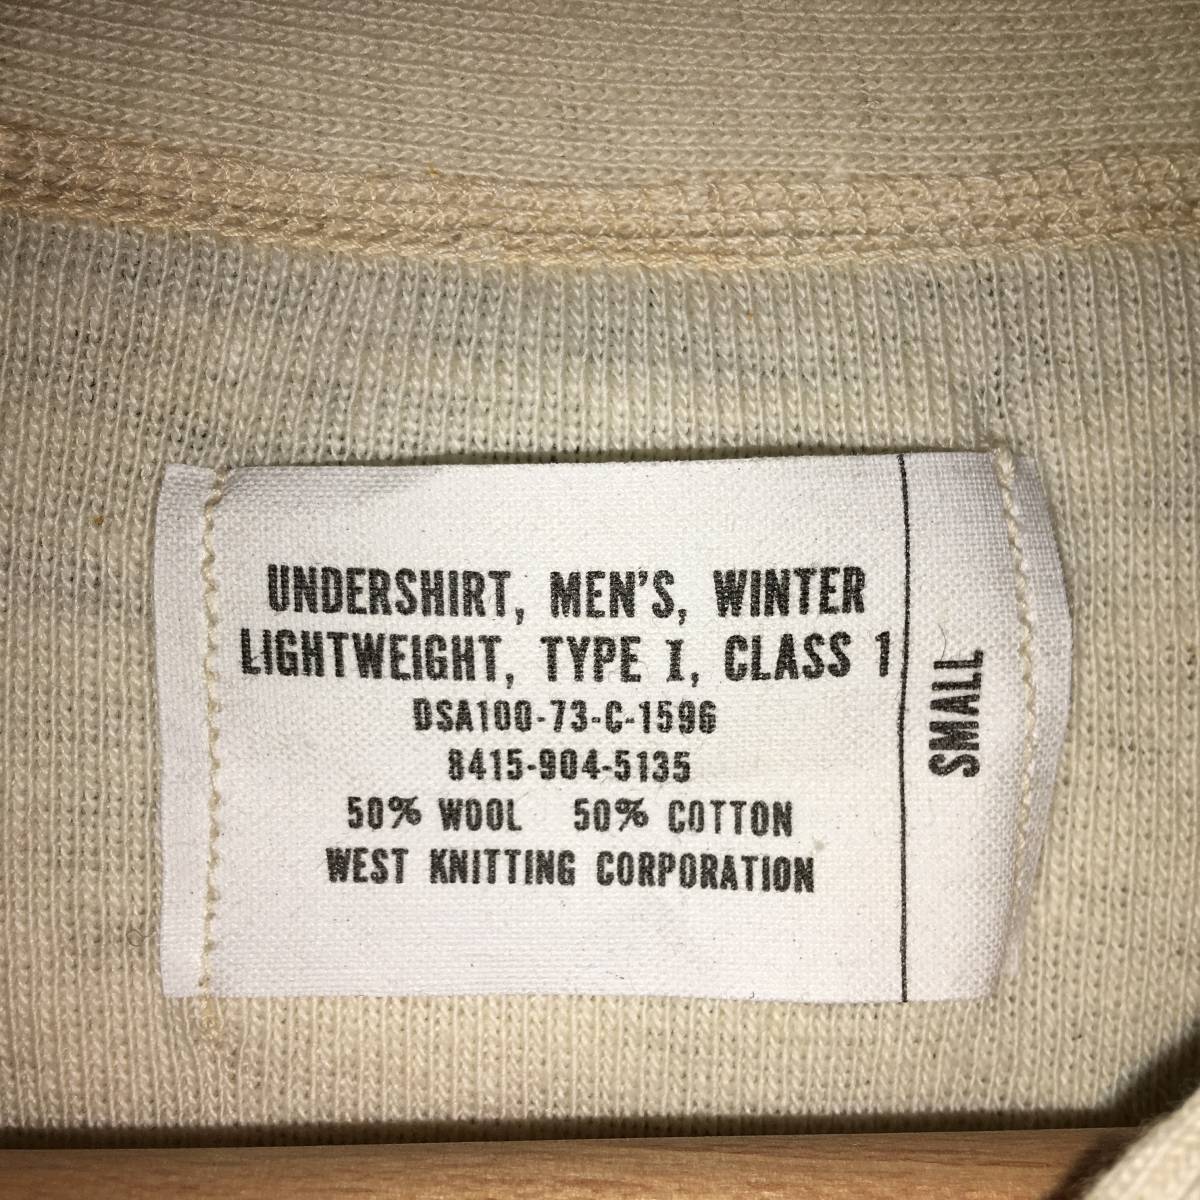 UNDERSHIRT, MEN'S, WINTER
LIGHTWEIGHT, TYPE I, CLASS 1
DSA100-73-C-1596
8415-904-5135
50% WOOL 50% COTTON
WEST KNITTING CORPORATION
SMALL